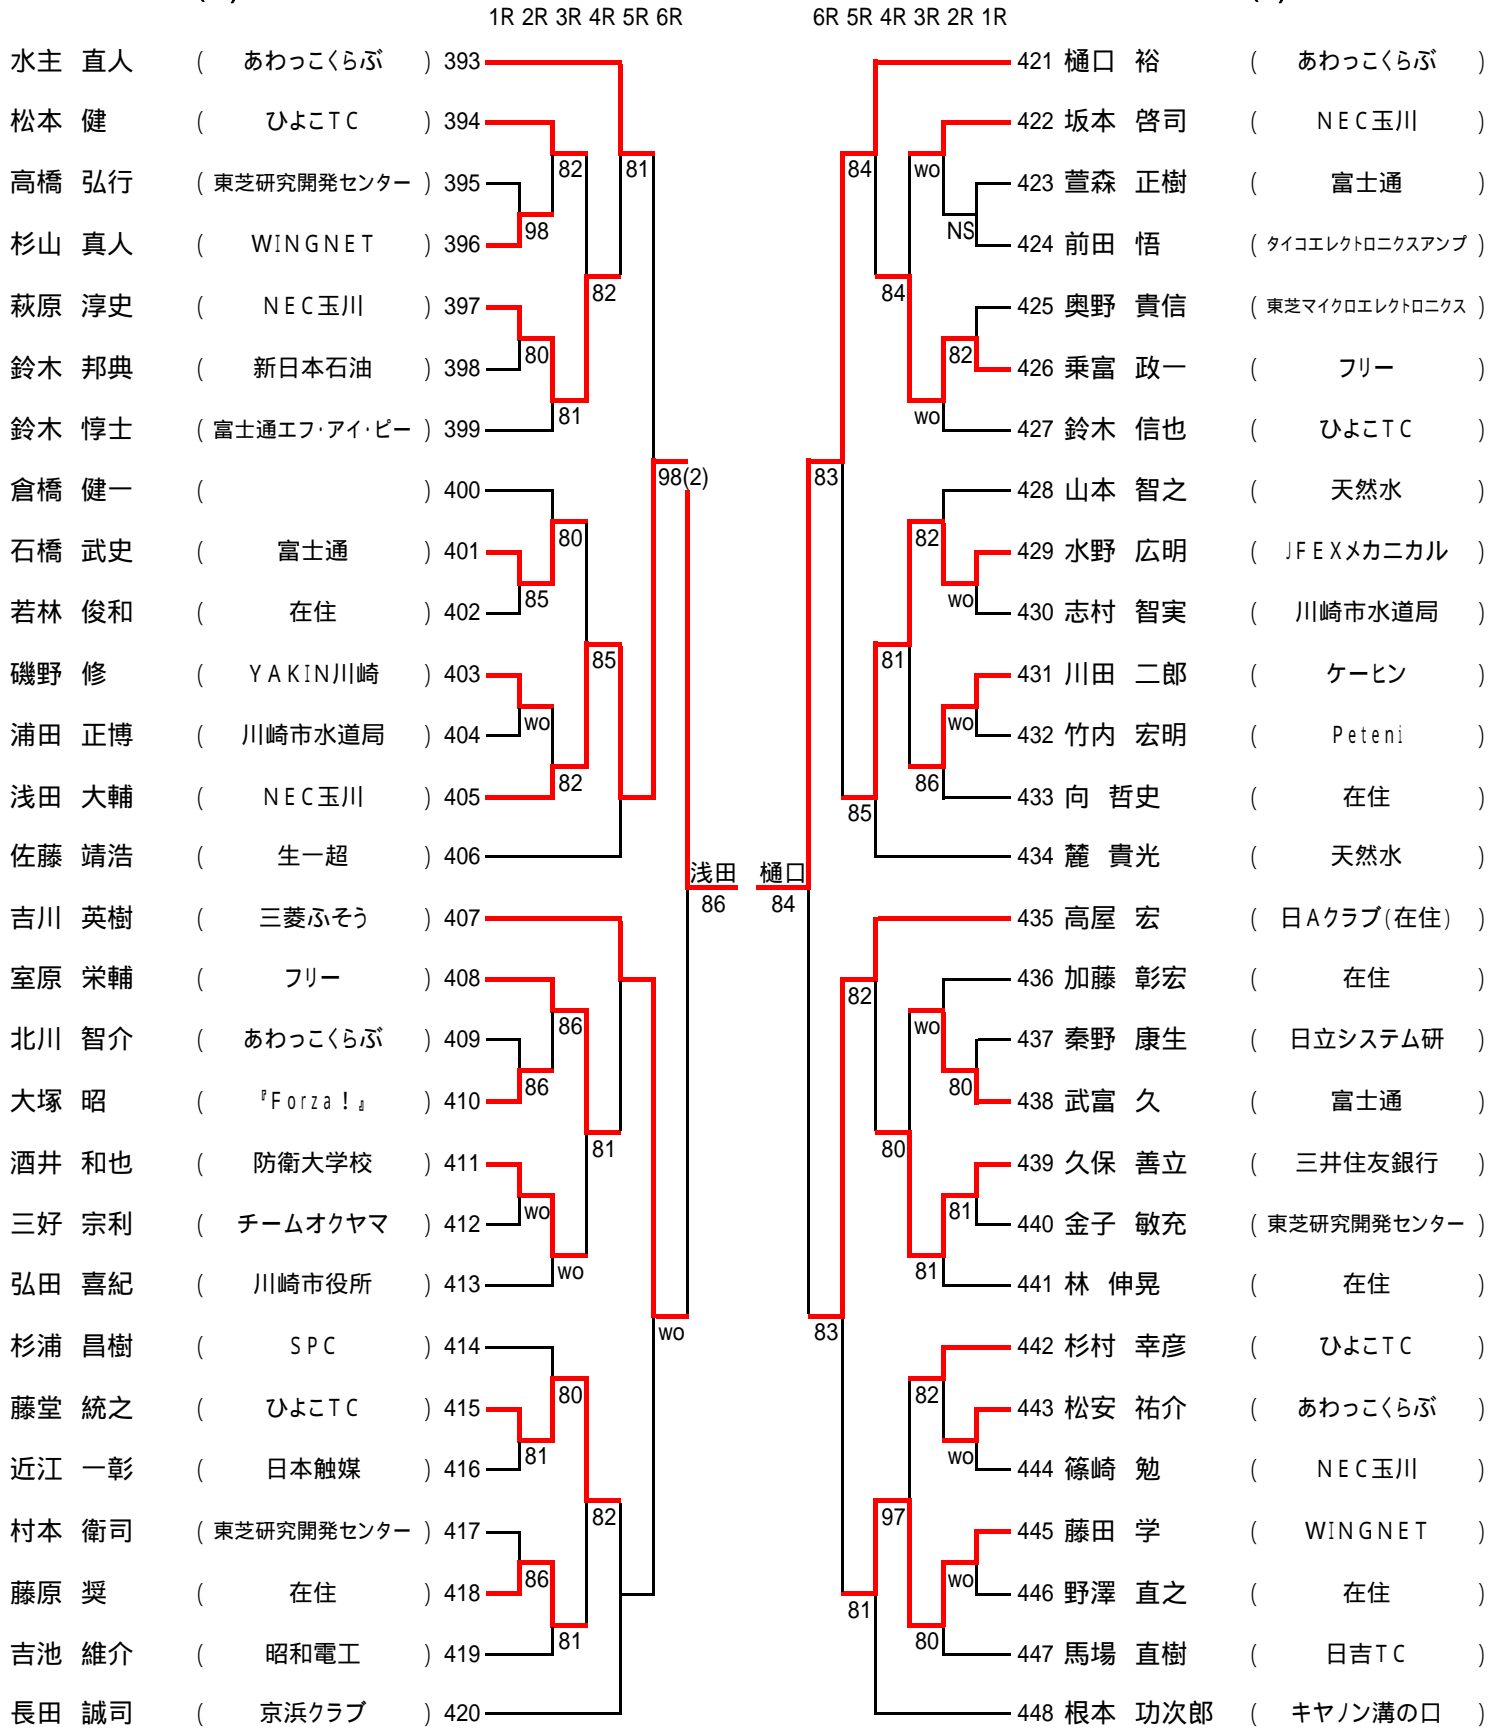 1R 2R 3R 4R 5R 6R 6R 5R 4R 3R 2R 1R
水主 直人 ( あわっこくらぶ ) 393 421 樋口 裕 ( あわっこくらぶ )
松本 健 ( ひよこTC ) 394 422 坂本 啓司 ( NEC玉川 )
82 81 84 wo
高橋 弘行 ( 東芝研究開発センター ) 395 423 萱森 正樹 ( 富士通 )
98 NS
杉山 真人 ( WINGNET ) 396 424 前田 悟 ( タイコエレクトロニクスアンプ )
82 84
萩原 淳史 ( NEC玉川 ) 397 425 奥野 貴信 ( 東芝マイクロエレクトロニクス )
80 82
鈴木 邦典 ( 新日本石油 ) 398 426 乗富 政一 ( フリー )
81 wo
鈴木 惇士 ( 富士通エフ・アイ・ピー ) 399 427 鈴木 信也 ( ひよこTC )
98(2) 83
倉橋 健一 ( ) 400 428 山本 智之 ( 天然水 )
80 82
石橋 武史 ( 富士通 ) 401 429 水野 広明 ( JFEXメカニカル )
85 wo
若林 俊和 ( 在住 ) 402 430 志村 智実 ( 川崎市水道局 )
85 81
磯野 修 ( YAKIN川崎 ) 403 431 川田 二郎 ( ケーヒン )
wo wo
浦田 正博 ( 川崎市水道局 ) 404 432 竹内 宏明 ( Peteni )
82 86
浅田 大輔 ( NEC玉川 ) 405 433 向 哲史 ( 在住 )
85
佐藤 靖浩 ( 生一超 ) 406 434 麓 貴光 ( 天然水 )
浅田 樋口
86 84
吉川 英樹 ( 三菱ふそう ) 407 435 高屋 宏 ( 日Aクラブ(在住) )
室原 栄輔 ( フリー ) 408 436 加藤 彰宏 ( 在住 )
82
86 wo
北川 智介 ( あわっこくらぶ ) 409 437 秦野 康生 ( 日立システム研 )
86 80
大塚 昭 ( 『Forza!』 ) 410 438 武富 久 ( 富士通 )
81 80
酒井 和也 ( 防衛大学校 ) 411 439 久保 善立 ( 三井住友銀行 )
wo 81
三好 宗利 ( チームオクヤマ ) 412 440 金子 敏充 ( 東芝研究開発センター )
wo 81
弘田 喜紀 ( 川崎市役所 ) 413 441 林 伸晃 ( 在住 )
wo 83
杉浦 昌樹 ( SPC ) 414 442 杉村 幸彦 ( ひよこTC )
80 82
藤堂 統之 ( ひよこTC ) 415 443 松安 祐介 ( あわっこくらぶ )
81 wo
近江 一彰 ( 日本触媒 ) 416 444 篠崎 勉 ( NEC玉川 )
82 97
村本 衛司 ( 東芝研究開発センター ) 417 445 藤田 学 ( WINGNET )
86 wo
藤原 奨 ( 在住 ) 418 446 野澤 直之 ( 在住 )
81
81 80
吉池 維介 ( 昭和電工 ) 419 447 馬場 直樹 ( 日吉TC )
長田 誠司 ( 京浜クラブ ) 420 448 根本 功次郎 ( キヤノン溝の口 )